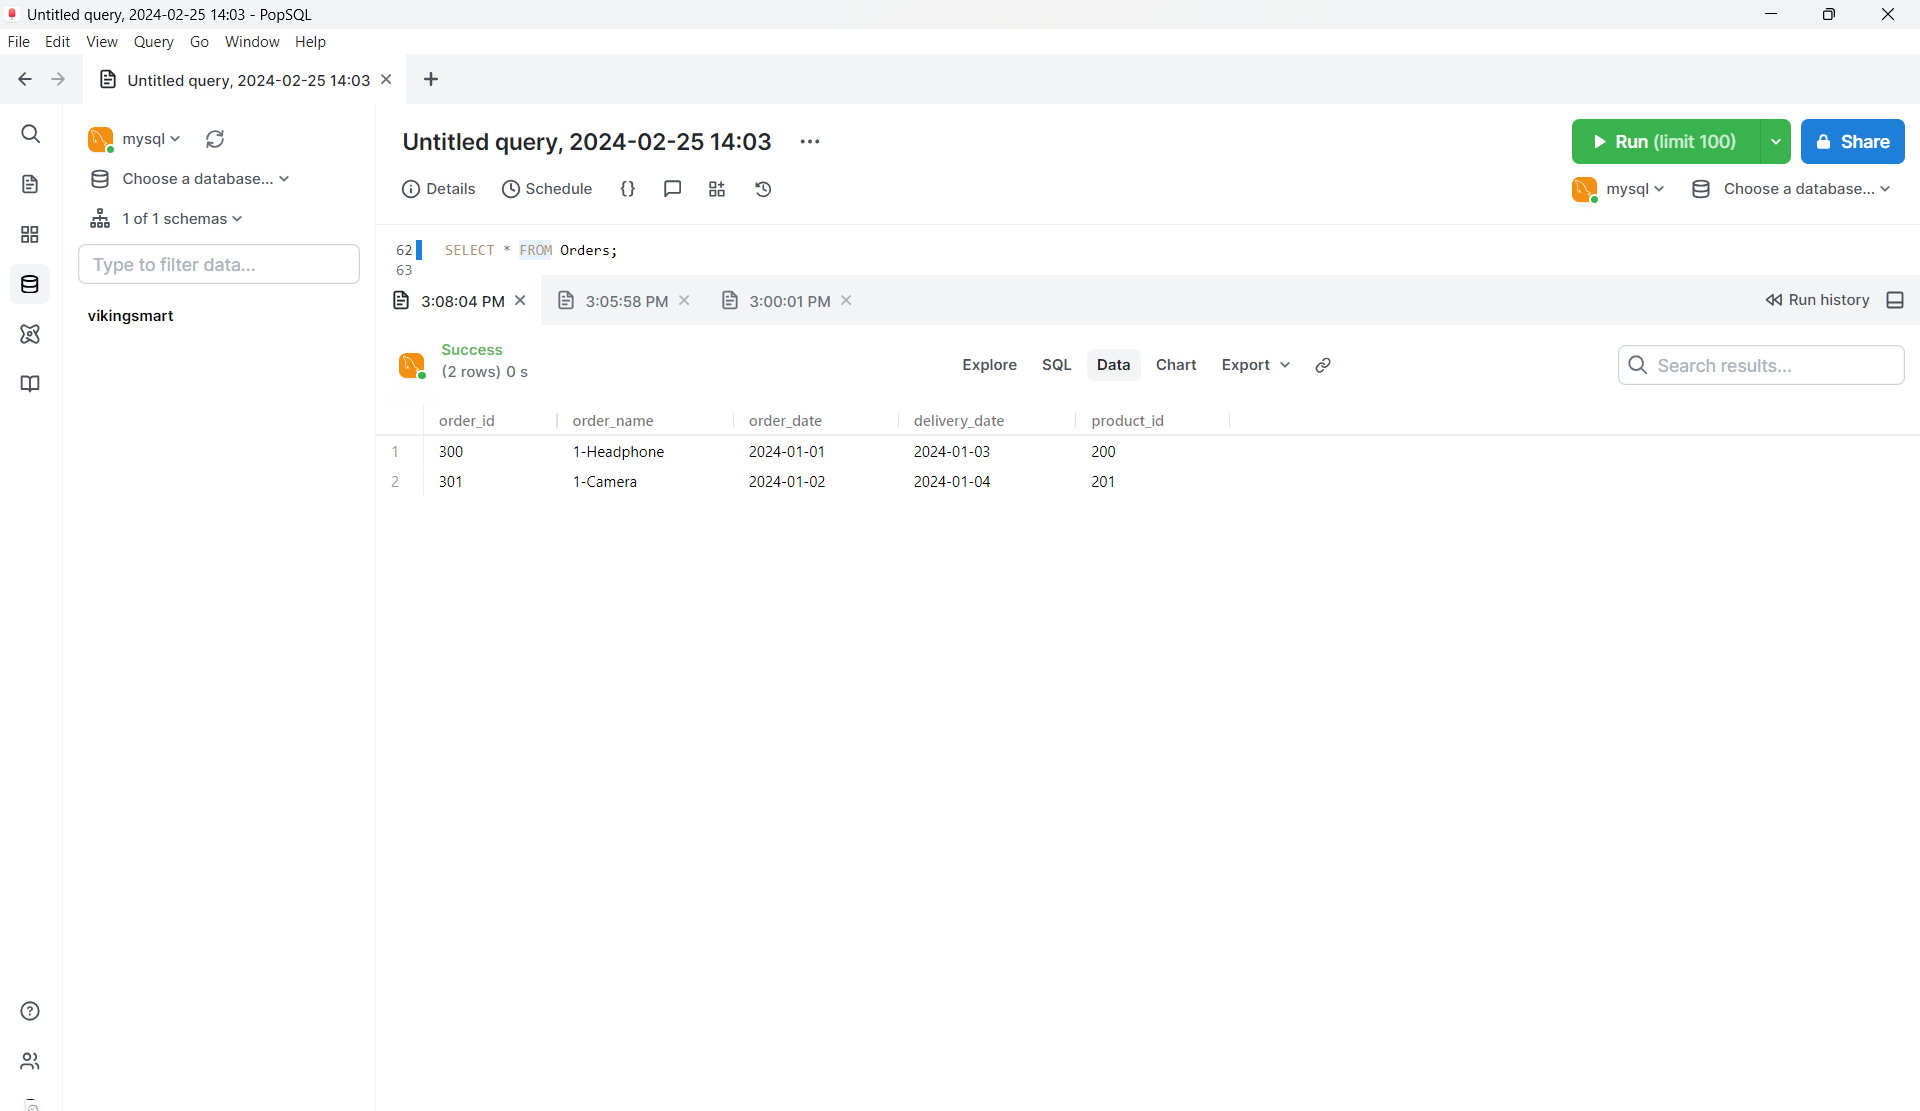 Untitled query, 2024-02-25 14:03 - PopSQL
File Edit View Query Go Window Help
Untitled query, 2024-02-25 14:03
mysql
Choose a database...
1 of 1 schemas
Type to filter data...
vikingsmart
Untitled query, 2024-02-25 14:03 ...
Run (limit 100)
Share
Details Schedule {}
mysql Choose a database...
62 SELECT * FROM Orders;
63
3:08:04 PM 3:05:58 PM 3:00:01 PM Run history
Success
(2 rows) 0 s
Explore SQL Data Chart Export
Search results...
order_id order_name order_date delivery_date product_id
1 300 1-Headphone 2024-01-01 2024-01-03 200
2 301 1-Camera 2024-01-02 2024-01-04 201